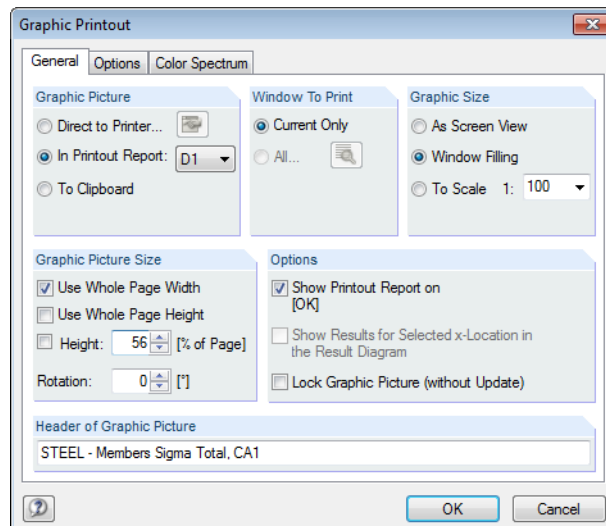 Graphic Printout
General Options Color Spectrum
Graphic Picture
Direct to Printer...
In Printout Report: D1
To Clipboard
Window To Print
Current Only
All...
Graphic Size
As Screen View
Window Filling
To Scale 1: 100
Graphic Picture Size
Use Whole Page Width
Use Whole Page Height
Height: 56 [% of Page]
Rotation: 0 [°]
Options
Show Printout Report on
[OK]
Show Results for Selected x-Location in
the Result Diagram
Lock Graphic Picture (without Update)
Header of Graphic Picture
STEEL - Members Sigma Total, CA1
OK Cancel